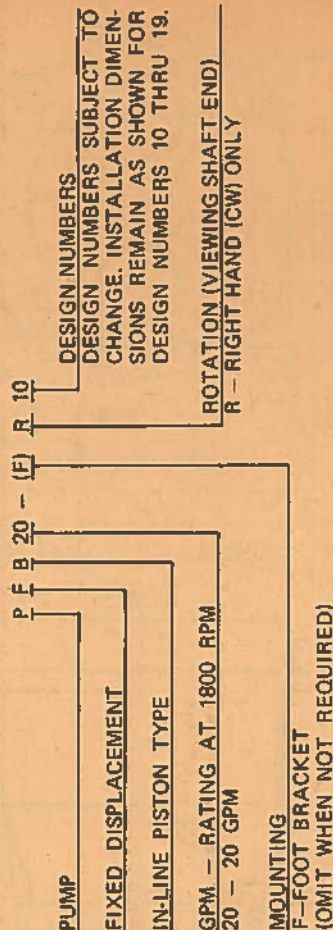 P F B 20 - (F) R 10
PUMP
FIXED DISPLACEMENT
IN-LINE PISTON TYPE
GPM - RATING AT 1800 RPM
20 - 20 GPM
MOUNTING
F-FOOT BRACKET
(OMIT WHEN NOT REQUIRED)
DESIGN NUMBERS
DESIGN NUMBERS SUBJECT TO
CHANGE. INSTALLATION DIMEN-
SIONS REMAIN AS SHOWN FOR
DESIGN NUMBERS 10 THRU 19.
ROTATION (VIEWING SHAFT END)
R - RIGHT HAND (CW) ONLY